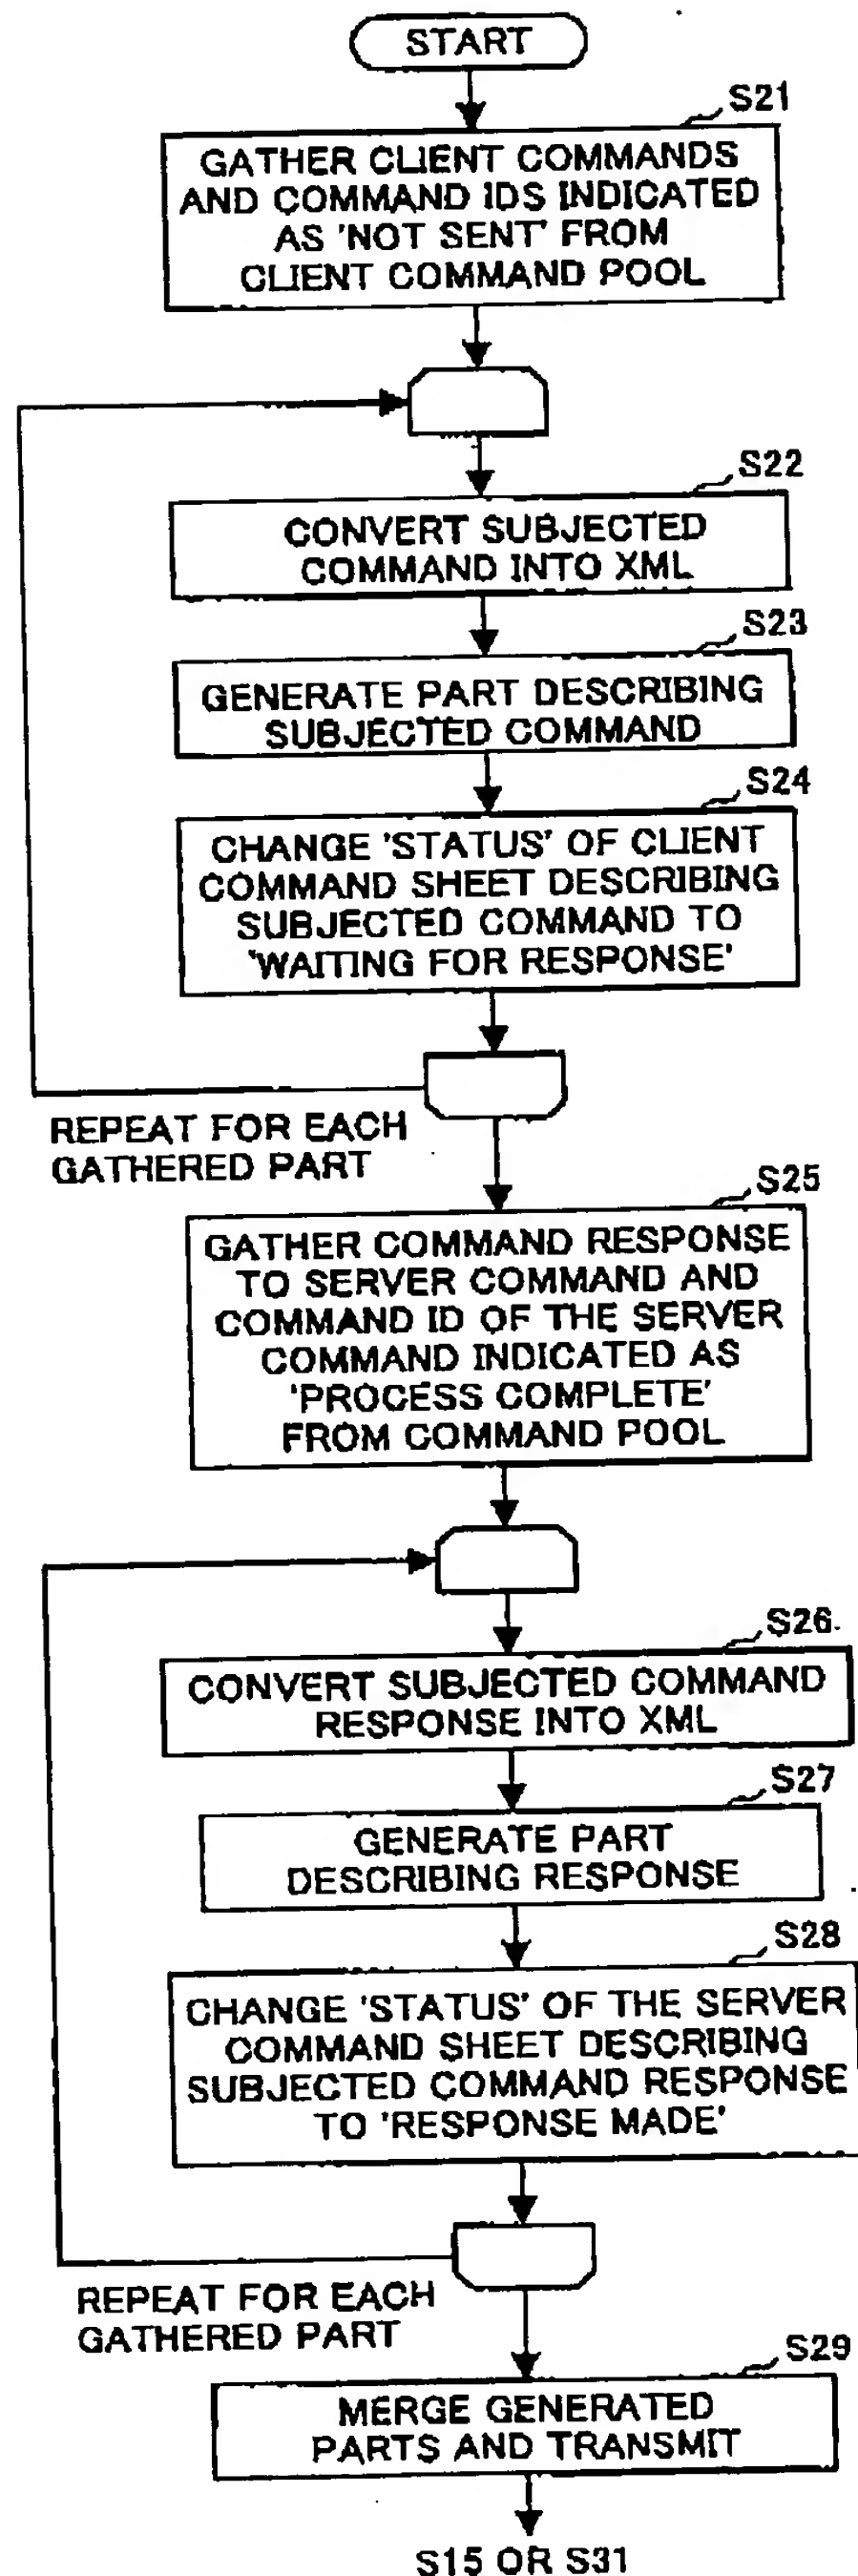 START
S21
GATHER CLIENT COMMANDS
AND COMMAND IDS INDICATED
AS 'NOT SENT' FROM
CLIENT COMMAND POOL
S22
CONVERT SUBJECTED
COMMAND INTO XML
S23
GENERATE PART DESCRIBING
SUBJECTED COMMAND
S24
CHANGE 'STATUS' OF CLIENT
COMMAND SHEET DESCRIBING
SUBJECTED COMMAND TO
'WAITING FOR RESPONSE'
REPEAT FOR EACH
GATHERED PART
S25
GATHER COMMAND RESPONSE
TO SERVER COMMAND AND
COMMAND ID OF THE SERVER
COMMAND INDICATED AS
'PROCESS COMPLETE'
FROM COMMAND POOL
S26
CONVERT SUBJECTED COMMAND
RESPONSE INTO XML
S27
GENERATE PART
DESCRIBING RESPONSE
S28
CHANGE 'STATUS' OF THE SERVER
COMMAND SHEET DESCRIBING
SUBJECTED COMMAND RESPONSE
TO 'RESPONSE MADE'
REPEAT FOR EACH
GATHERED PART
S29
MERGE GENERATED
PARTS AND TRANSMIT
S15 OR S31